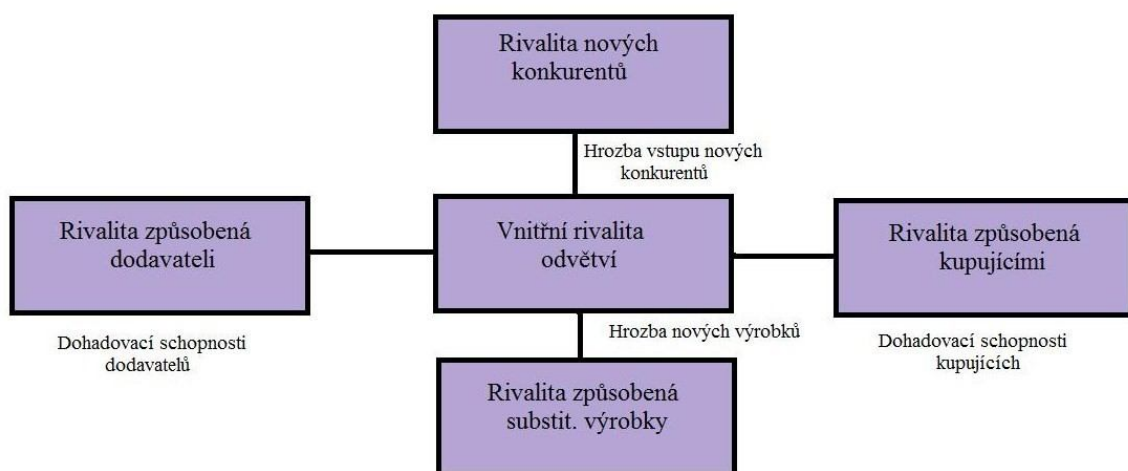 Rivalita nových
konkurentů
Hrozba vstupu nových
konkurentů
Rivalita způsobená
dodavateli
Vnitřní rivalita
odvětví
Rivalita způsobená
kupujícími
Dohadovací schopnosti
dodavatelů
Hrozba nových výrobků
Dohadovací schopnosti
kupujících
Rivalita způsobená
substit. výrobky